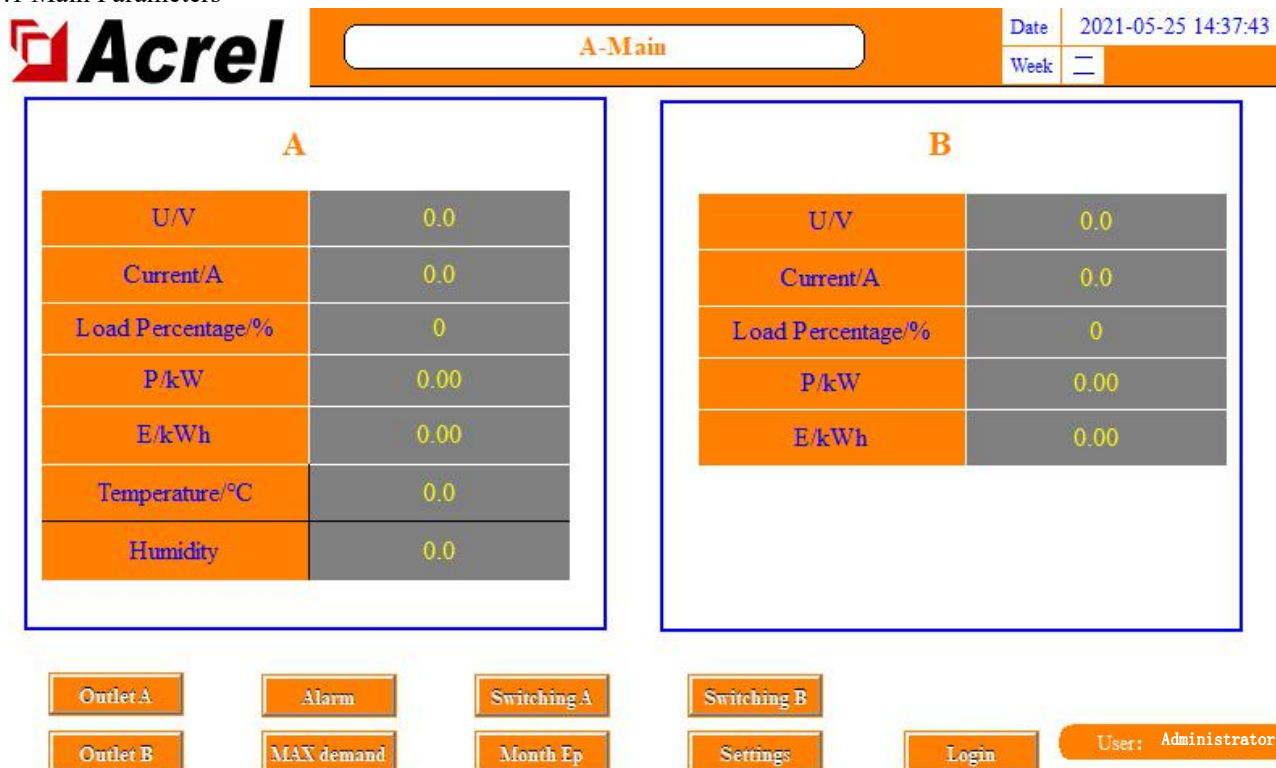 Main Parameters
Acrel
A-Main
Date 2021-05-25 14:37:43
Week 二
A
U/V 0.0
Current/A 0.0
Load Percentage/% 0
P/kW 0.00
E/kWh 0.00
Temperature/°C 0.0
Humidity 0.0
B
U/V 0.0
Current/A 0.0
Load Percentage/% 0
P/kW 0.00
E/kWh 0.00
Outlet A Alarm Switching A Switching B
Outlet B MAX demand Month Ep Settings Login User: Administrator